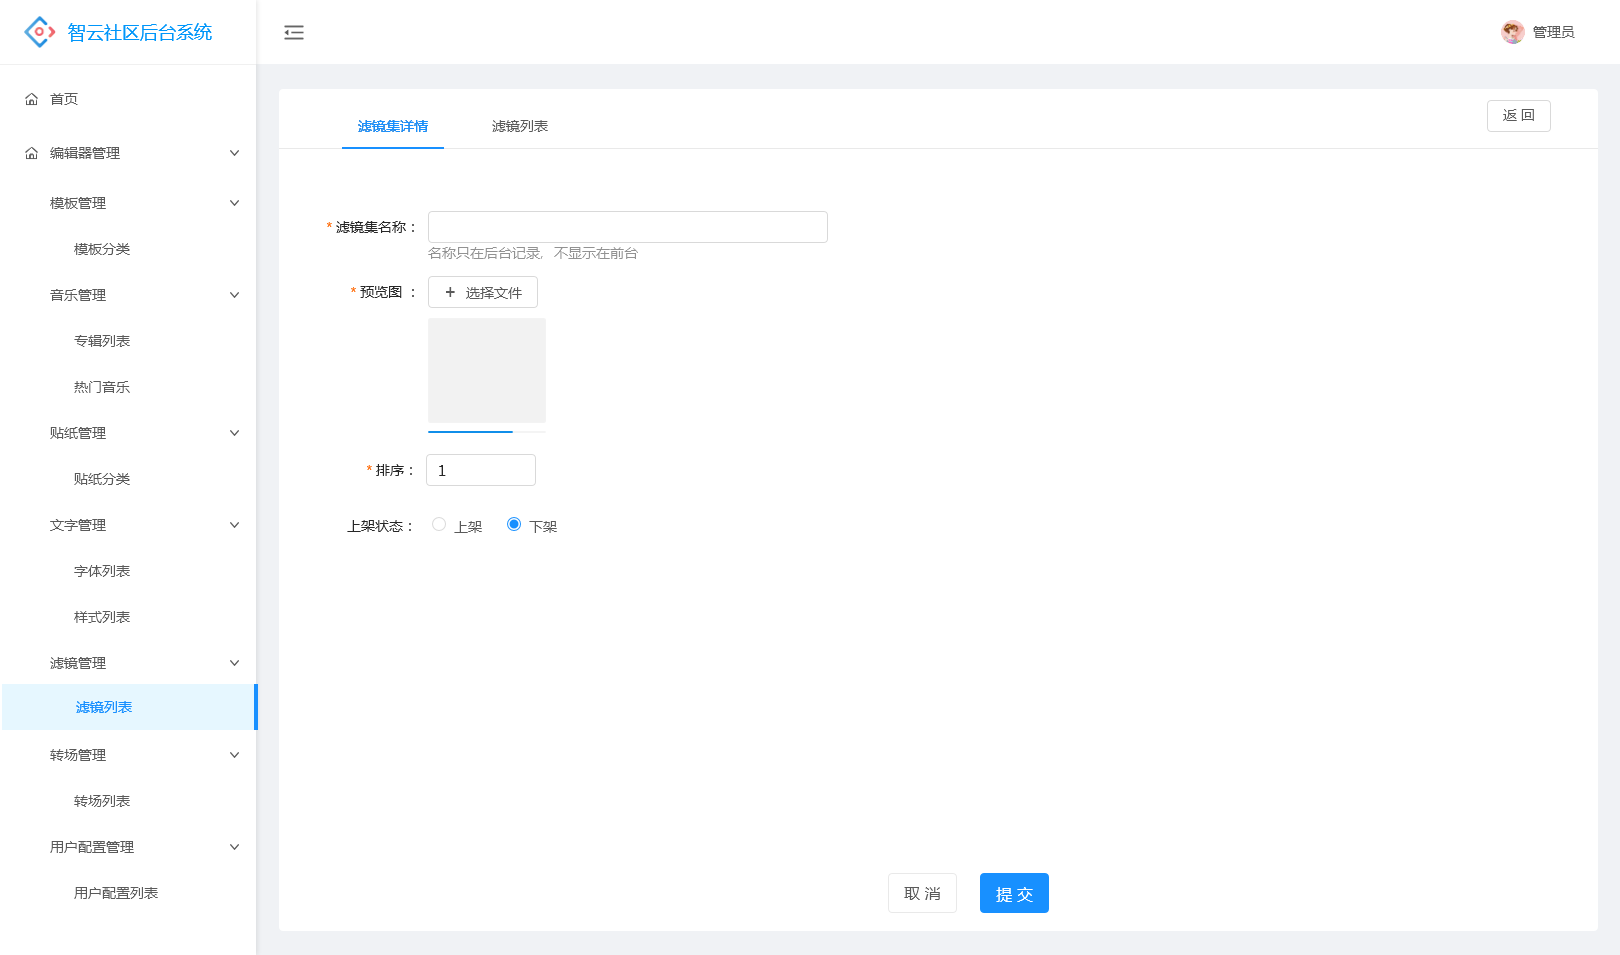 智云社区后台系统
管理员
首页
编辑器管理
模板管理
模板分类
音乐管理
专辑列表
热门音乐
贴纸管理
贴纸分类
文字管理
字体列表
样式列表
滤镜管理
滤镜列表
转场管理
转场列表
用户配置管理
用户配置列表
滤镜集详情
滤镜列表
返 回
* 滤镜集名称：
名称只在后台记录，不显示在前台
* 预览图 ：
+ 选择文件
* 排序： 1
上架状态： 上架 下架
取 消
提 交